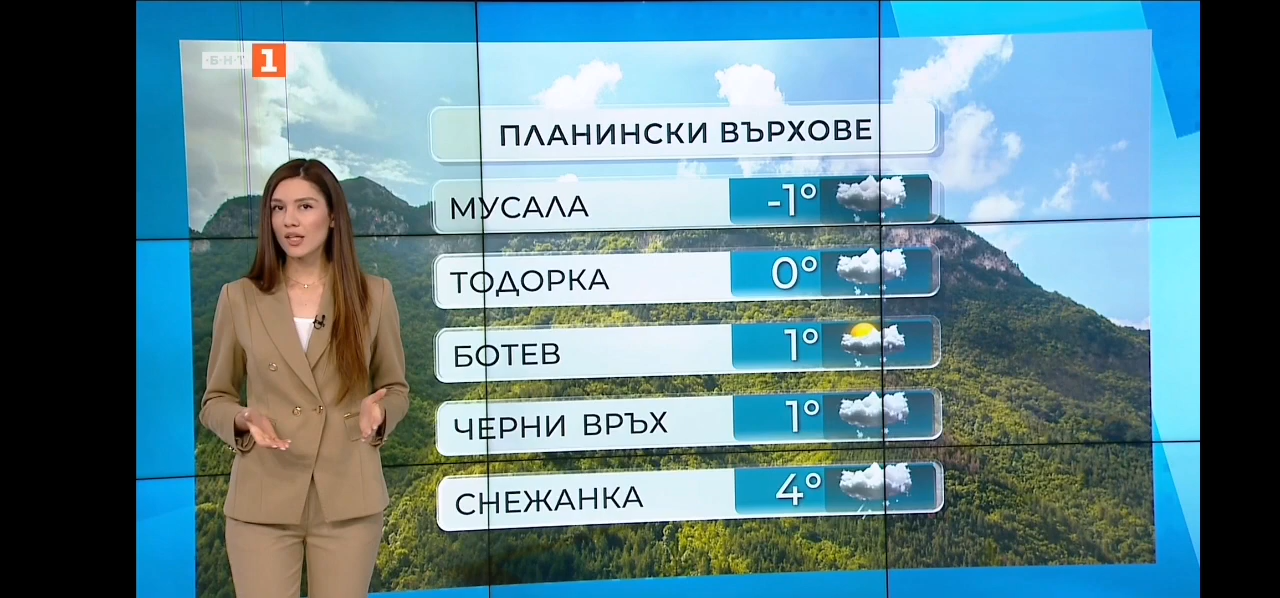 БНТ 1
ПЛАНИНСКИ ВЪРХОВЕ
МУСАЛА -1°
ТОДОРКА 0°
БОТЕВ 1°
ЧЕРНИ ВРЪХ 1°
СНЕЖАНКА 4°